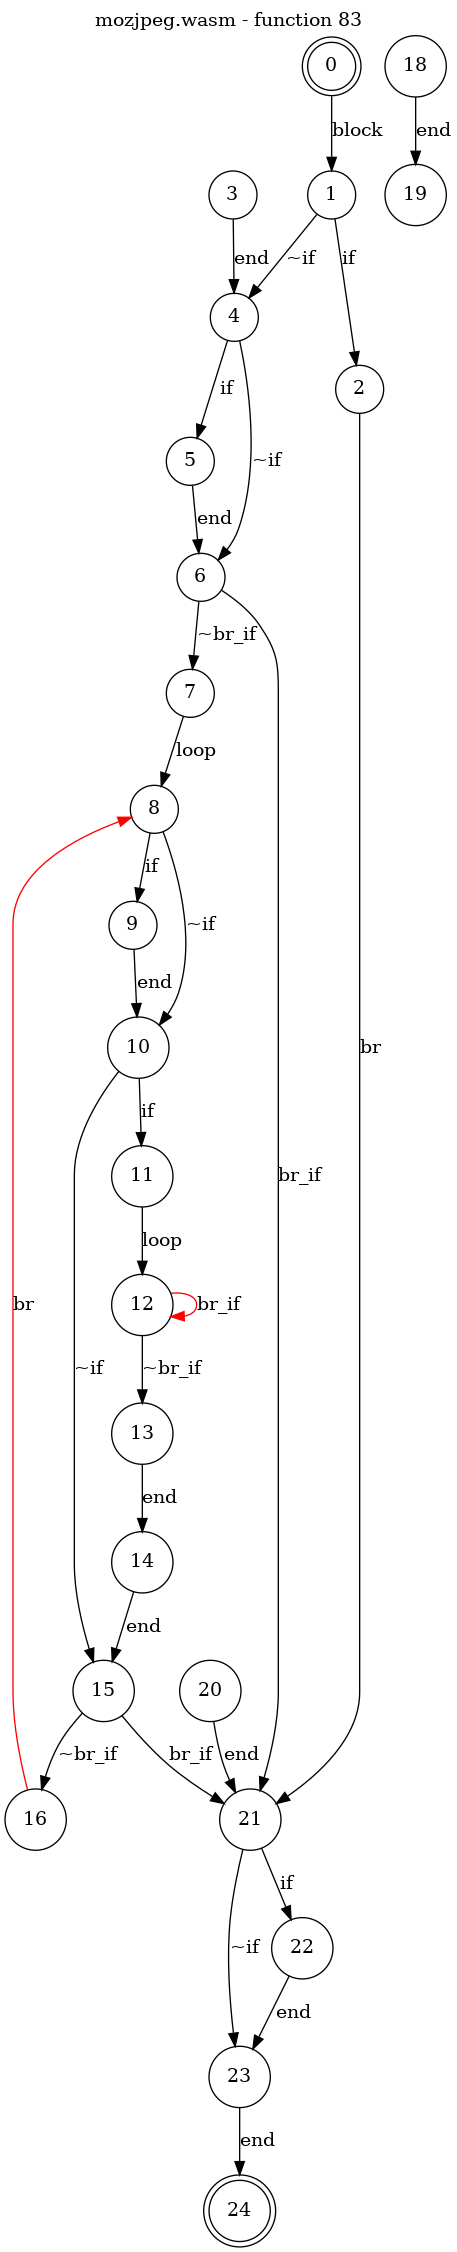 mozjpeg.wasm - function 83
0
18
block
end
3
1
19
end
~if
if
4
2
if
~if
5
end
6
~br_if
7
loop
8
if
~if
9
end
br
10
if
br_if
11
loop
br
12
br_if
~if
~br_if
13
end
14
end
15
20
~br_if
br_if
end
16
21
if
~if
22
end
23
end
24